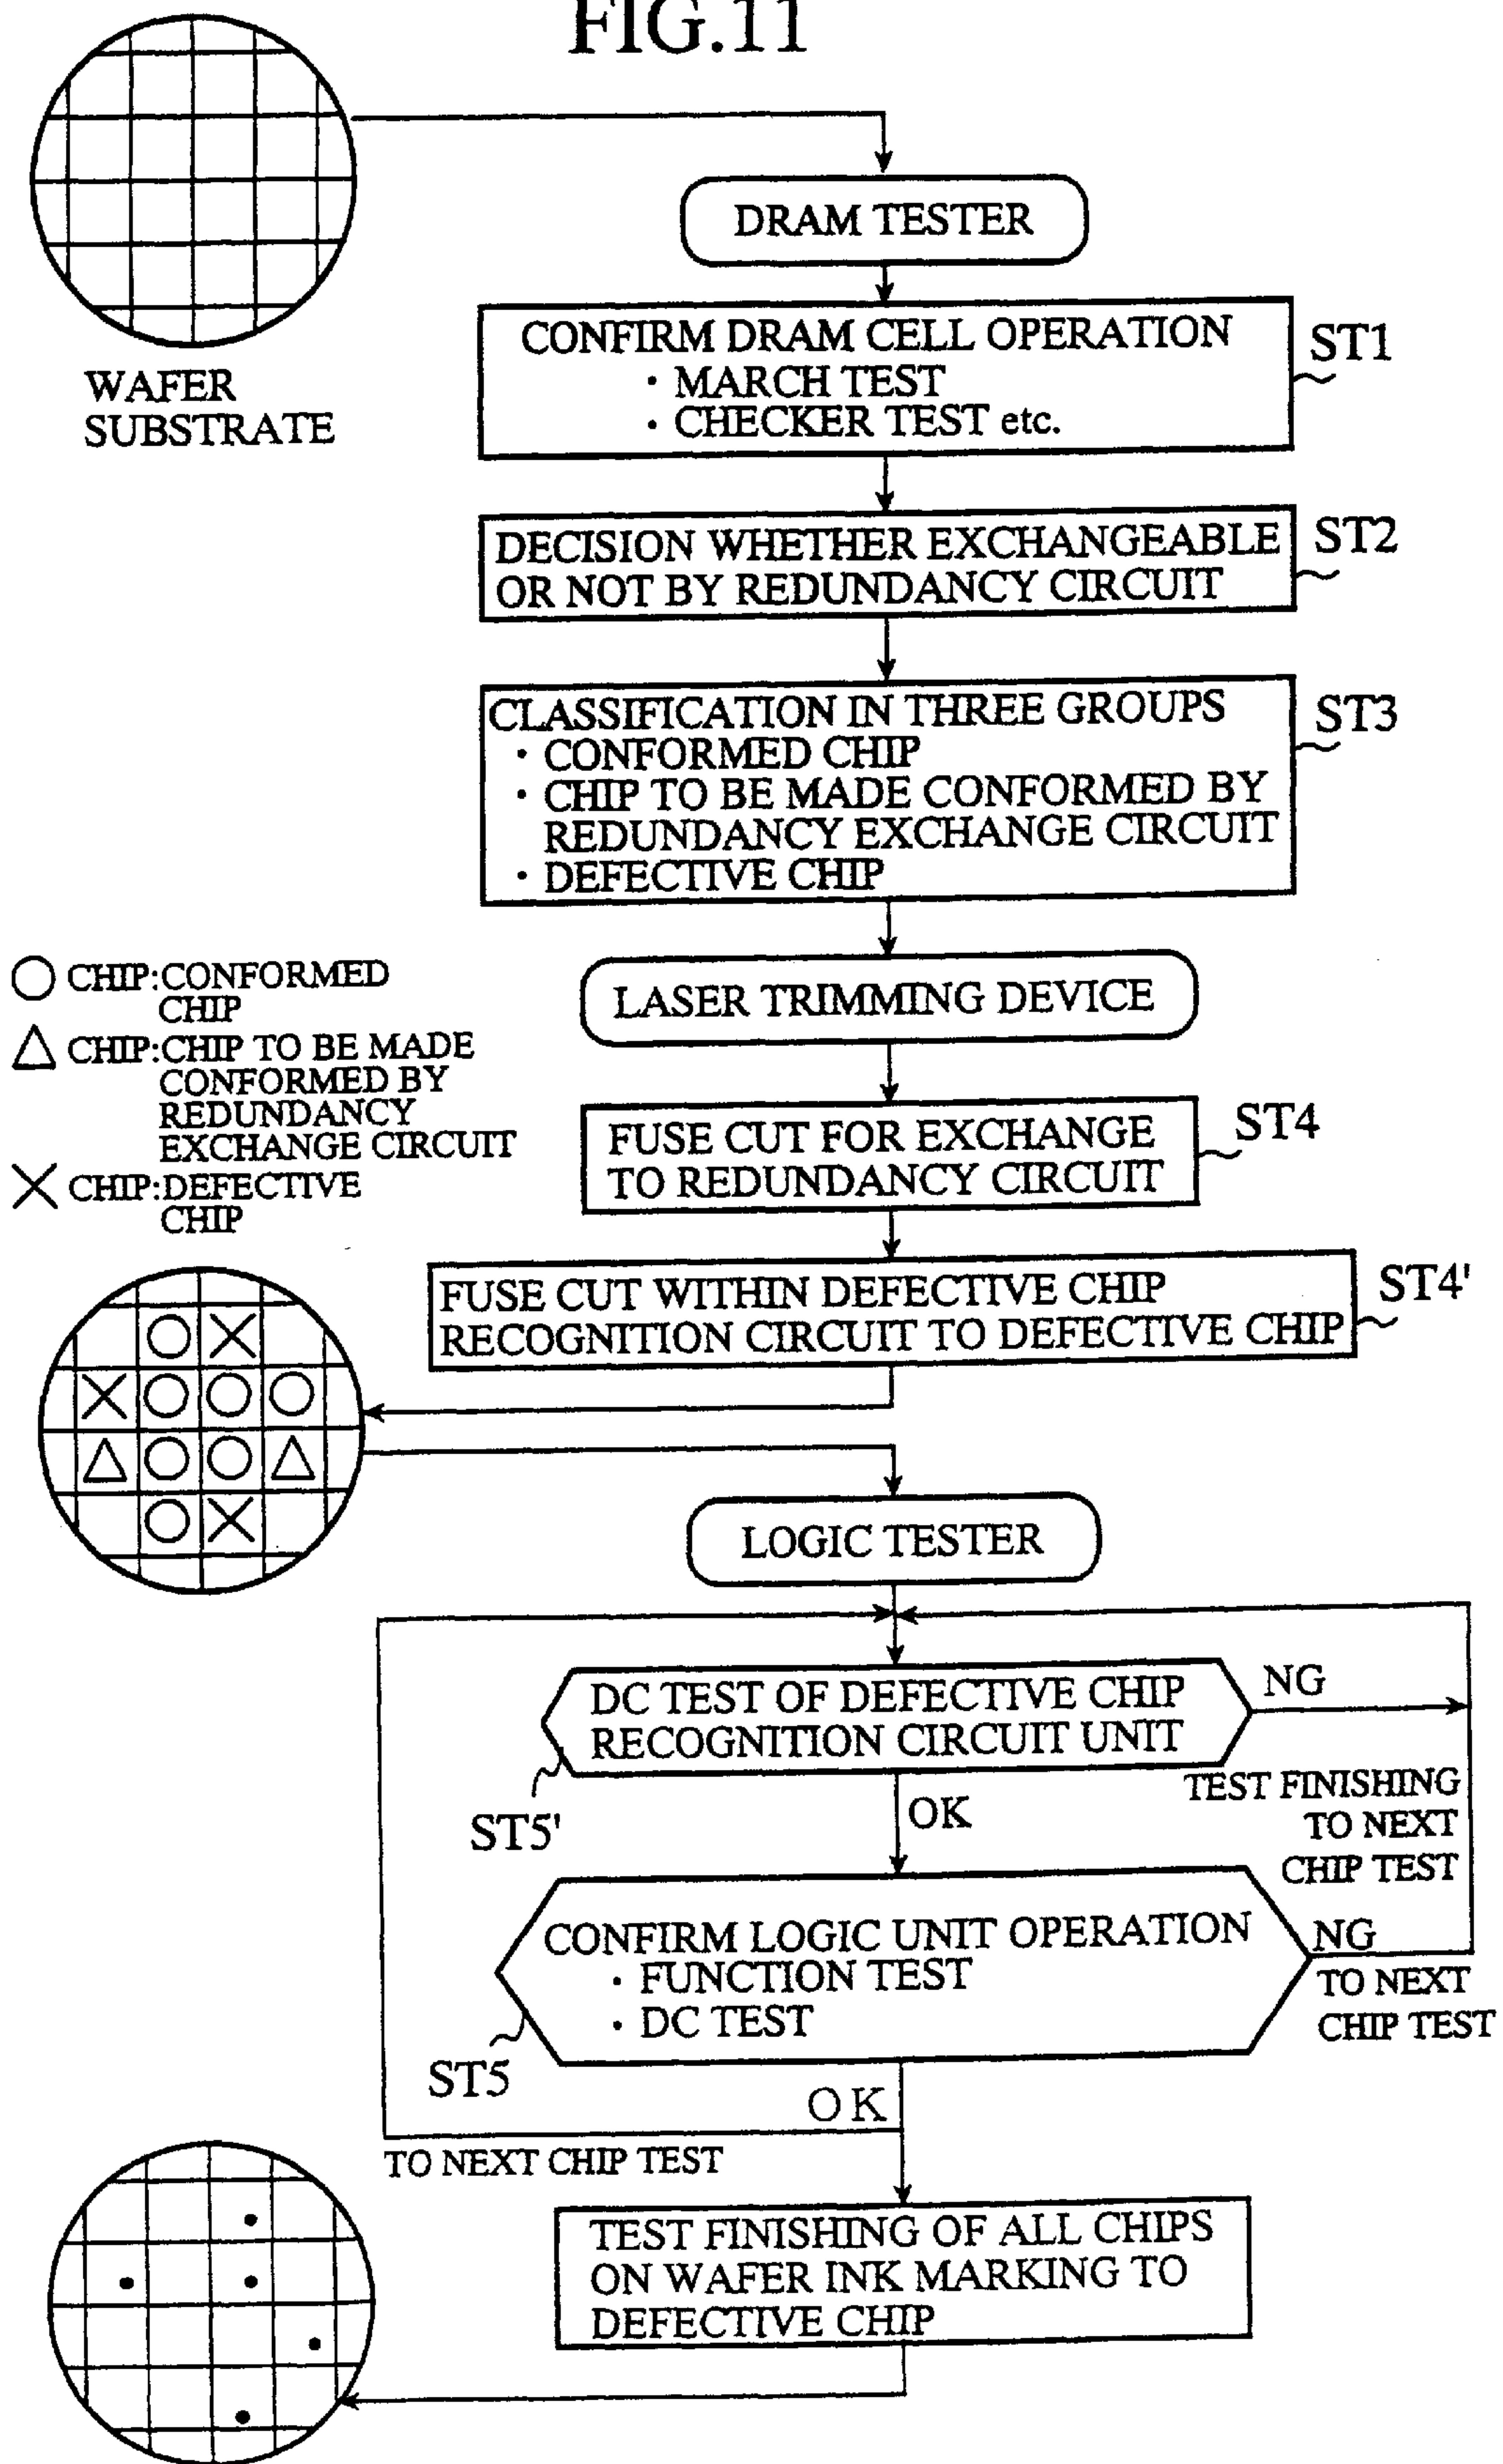 FIG.11
WAFER
SUBSTRATE
DRAM TESTER
CONFIRM DRAM CELL OPERATION
· MARCH TEST
· CHECKER TEST etc.
ST1
DECISION WHETHER EXCHANGEABLE
OR NOT BY REDUNDANCY CIRCUIT
ST2
CLASSIFICATION IN THREE GROUPS
· CONFORMED CHIP
· CHIP TO BE MADE CONFORMED BY
REDUNDANCY EXCHANGE CIRCUIT
· DEFECTIVE CHIP
ST3
○ CHIP:CONFORMED
CHIP
△ CHIP:CHIP TO BE MADE
CONFORMED BY
REDUNDANCY
EXCHANGE CIRCUIT
× CHIP:DEFECTIVE
CHIP
LASER TRIMMING DEVICE
FUSE CUT FOR EXCHANGE
TO REDUNDANCY CIRCUIT
ST4
FUSE CUT WITHIN DEFECTIVE CHIP
RECOGNITION CIRCUIT TO DEFECTIVE CHIP
ST4'
LOGIC TESTER
DC TEST OF DEFECTIVE CHIP
RECOGNITION CIRCUIT UNIT
ST5'
NG
TEST FINISHING
TO NEXT
CHIP TEST
OK
CONFIRM LOGIC UNIT OPERATION
· FUNCTION TEST
· DC TEST
ST5
NG
TO NEXT
CHIP TEST
OK
TO NEXT CHIP TEST
TEST FINISHING OF ALL CHIPS
ON WAFER INK MARKING TO
DEFECTIVE CHIP